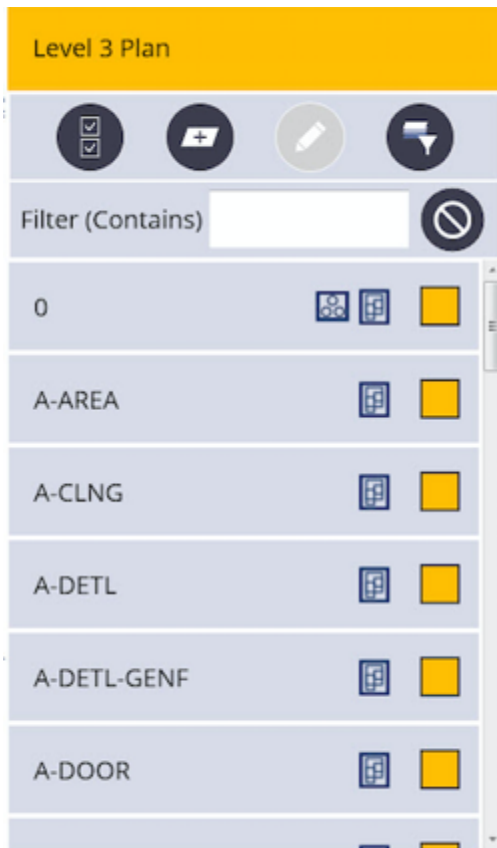 Level 3 Plan
Filter (Contains)
0
A-AREA
A-CLNG
A-DETL
A-DETL-GENF
A-DOOR